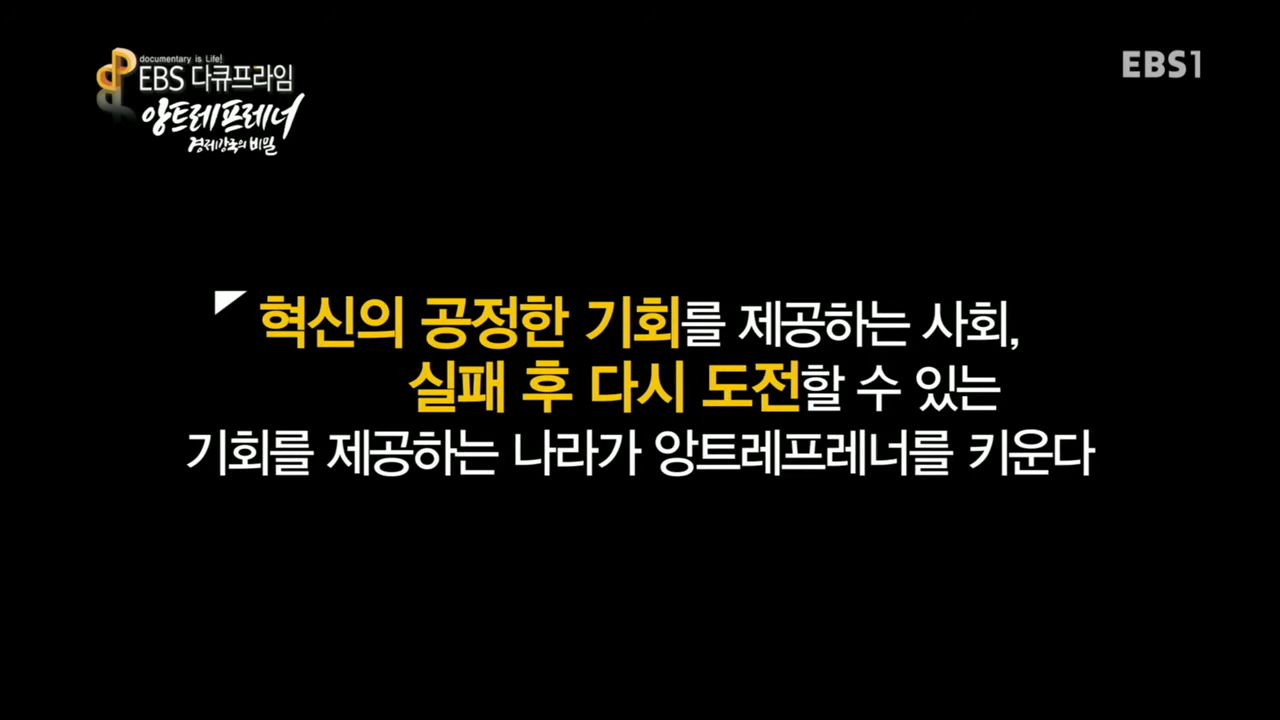 documentary is Life!
EBS 다큐프라임
앙트레프레너
경제강국의 비밀
EBS1
혁신의 공정한 기회를 제공하는 사회,
실패 후 다시 도전할 수 있는
기회를 제공하는 나라가 앙트레프레너를 키운다